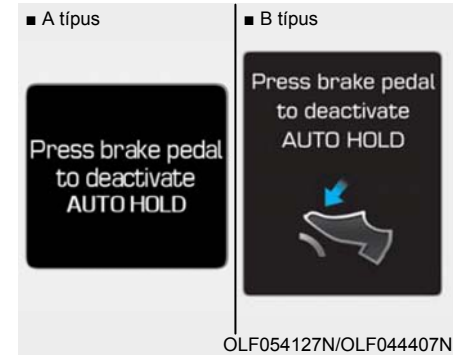 ■ A típus
Press brake pedal
to deactivate
AUTO HOLD
■ B típus
Press brake pedal
to deactivate
AUTO HOLD
OLF054127N/OLF044407N